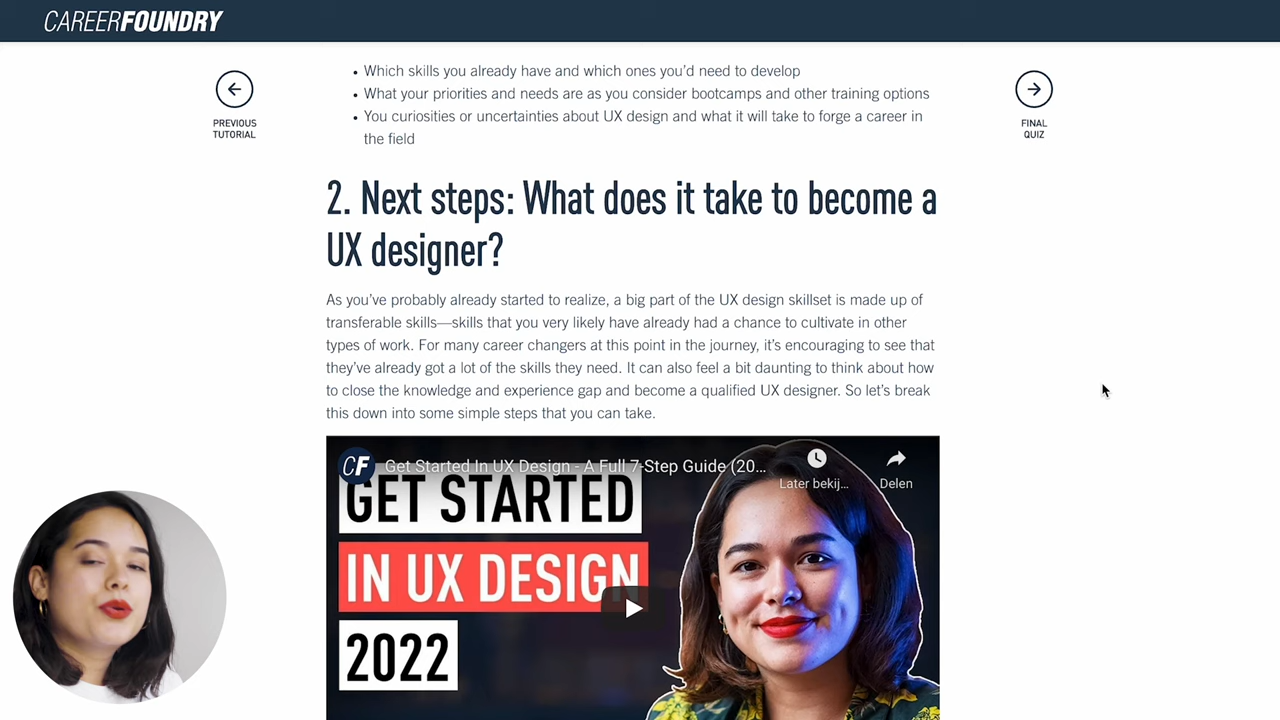 CAREERFOUNDRY
PREVIOUS
TUTORIAL
FINAL
QUIZ
• Which skills you already have and which ones you’d need to develop
• What your priorities and needs are as you consider bootcamps and other training options
• You curiosities or uncertainties about UX design and what it will take to forge a career in
the field
2. Next steps: What does it take to become a
UX designer?
As you’ve probably already started to realize, a big part of the UX design skillset is made up of
transferable skills—skills that you very likely have already had a chance to cultivate in other
types of work. For many career changers at this point in the journey, it’s encouraging to see that
they’ve already got a lot of the skills they need. It can also feel a bit daunting to think about how
to close the knowledge and experience gap and become a qualified UX designer. So let’s break
this down into some simple steps that you can take.
CF
Get Started In UX Design - A Full 7-Step Guide (20...
Later bekij...
Delen
GET STARTED
IN UX DESIGN
2022